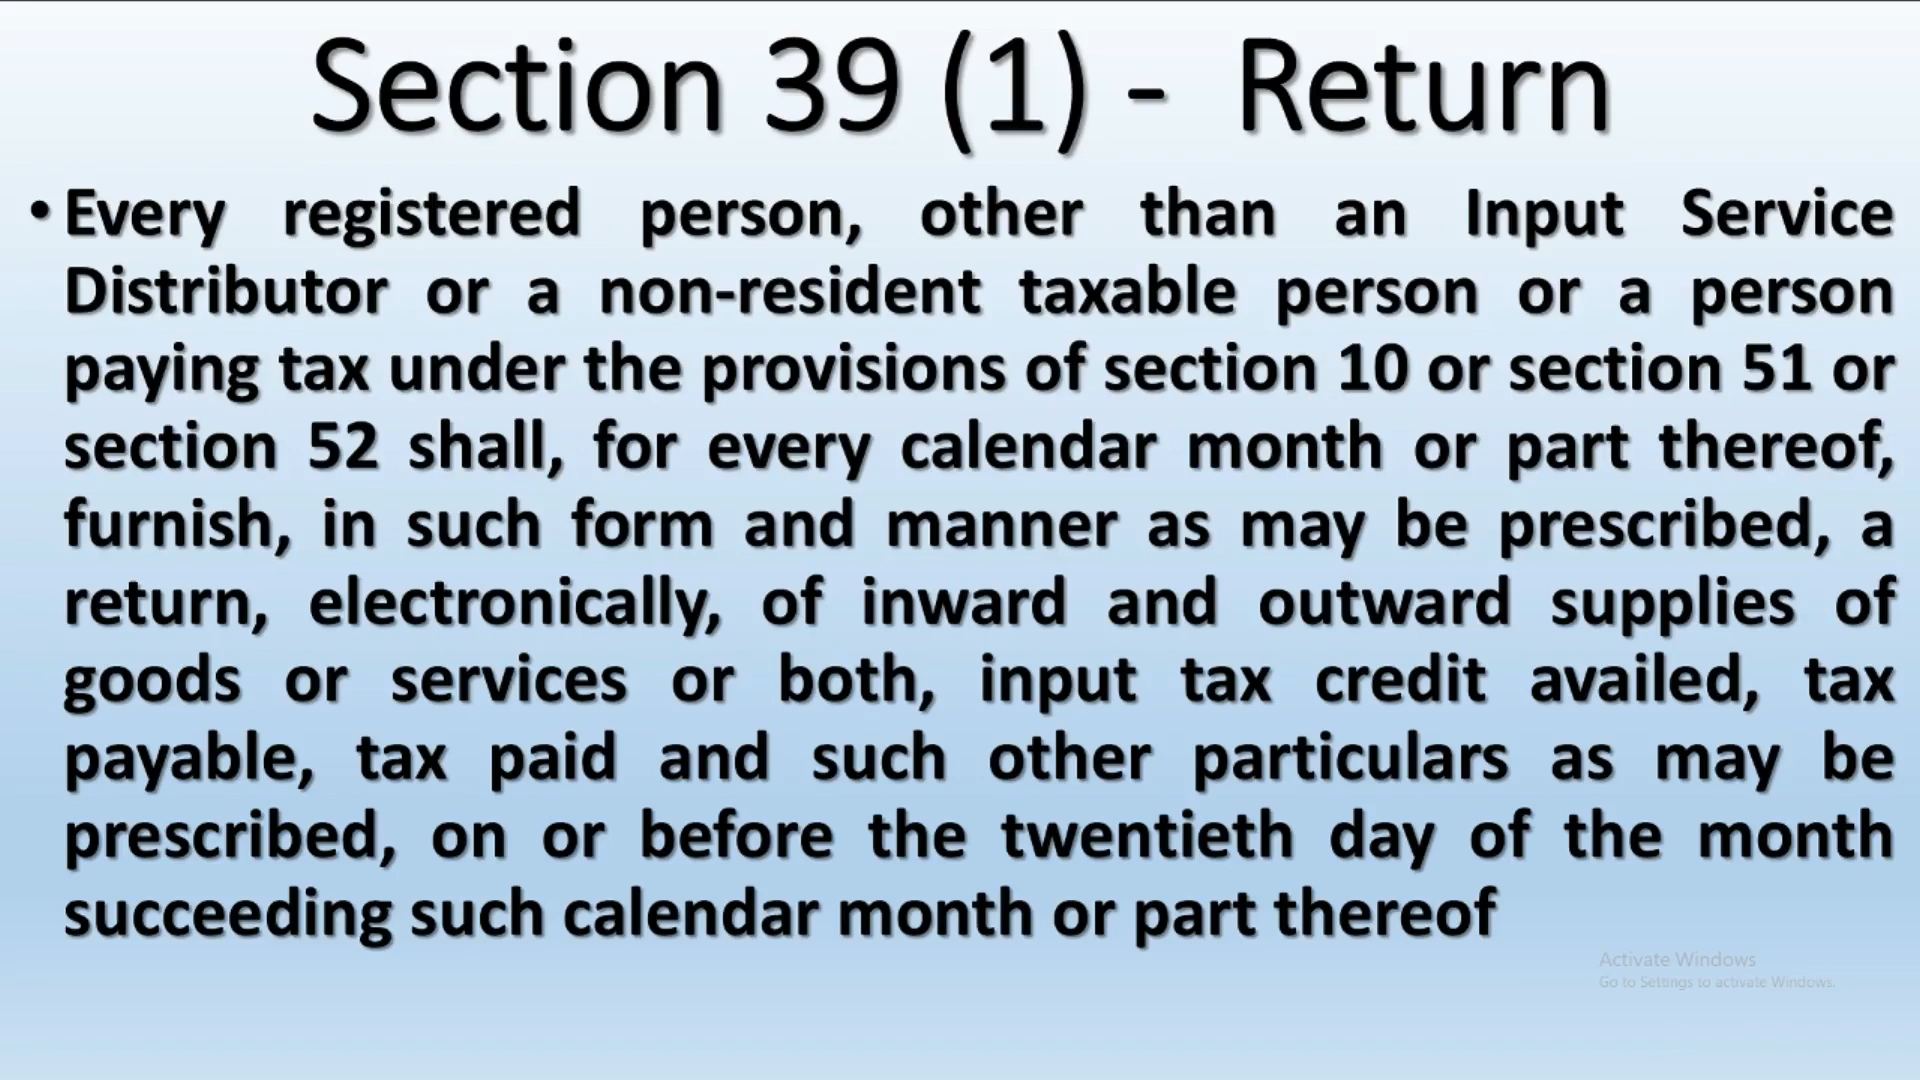 Section 39 (1) - Return
• Every registered person, other than an Input Service
Distributor or a non-resident taxable person or a person
paying tax under the provisions of section 10 or section 51 or
section 52 shall, for every calendar month or part thereof,
furnish, in such form and manner as may be prescribed, a
return, electronically, of inward and outward supplies of
goods or services or both, input tax credit availed, tax
payable, tax paid and such other particulars as may be
prescribed, on or before the twentieth day of the month
succeeding such calendar month or part thereof
Activate Windows
Go to Settings to activate Windows.